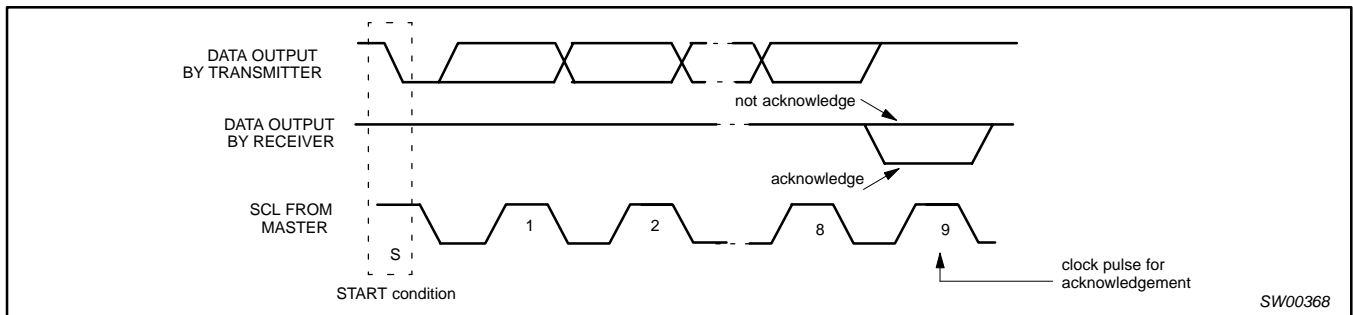 DATA OUTPUT
BY TRANSMITTER
not acknowledge
DATA OUTPUT
BY RECEIVER
acknowledge
SCL FROM
MASTER
1
2
8
9
S
START condition
clock pulse for
acknowledgement
SW00368